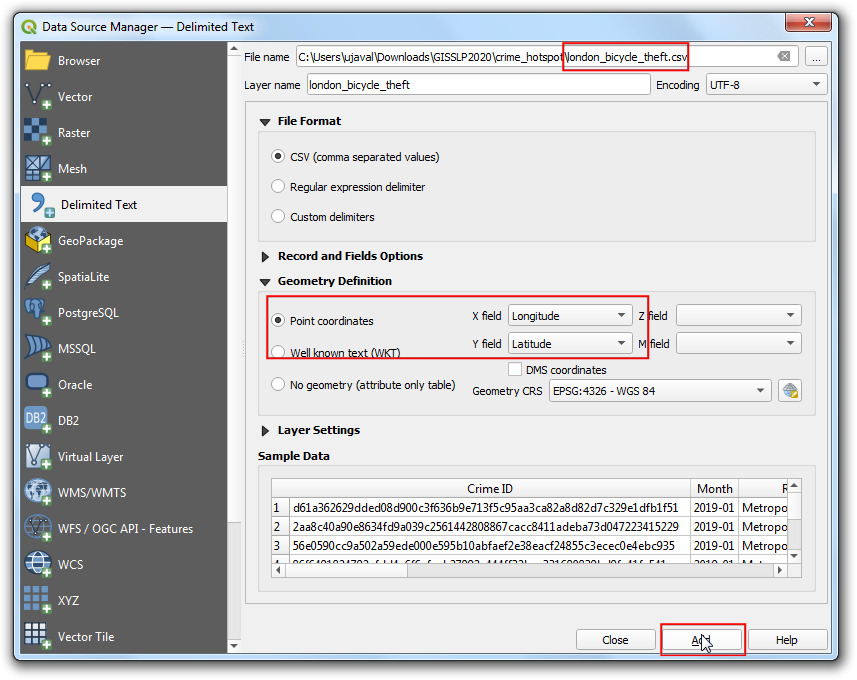 Data Source Manager — Delimited Text
Browser
Vector
Raster
Mesh
Delimited Text
GeoPackage
SpatiaLite
PostgreSQL
MSSQL
Oracle
DB2
DB2
Virtual Layer
WMS/WMTS
WFS / OGC API - Features
WCS
XYZ
Vector Tile
File name C:\Users\ujaval\Downloads\GISSLP2020\crime_hotspot\london_bicycle_theft.csv ...
Layer name london_bicycle_theft Encoding UTF-8
File Format
CSV (comma separated values)
Regular expression delimiter
Custom delimiters
Record and Fields Options
Geometry Definition
Point coordinates X field Longitude Z field
Well known text (WKT) Y field Latitude M field
DMS coordinates
No geometry (attribute only table) Geometry CRS EPSG:4326 - WGS 84
Layer Settings
Sample Data
Crime ID Month
1 d61a362629dded08d900c3f636b9e713f5c95aa3ca82a8d82d7c329e1dfb1f51 2019-01 Metropo
2 2aa8c40a90e8634fd9a039c2561442808867cacc8411adeba73d047223415229 2019-01 Metropo
3 56e0590cc9a502a59ede000e595b10abfaef2e38eacf24855c3ecec0e4ebc935 2019-01 Metropo
Close Add Help